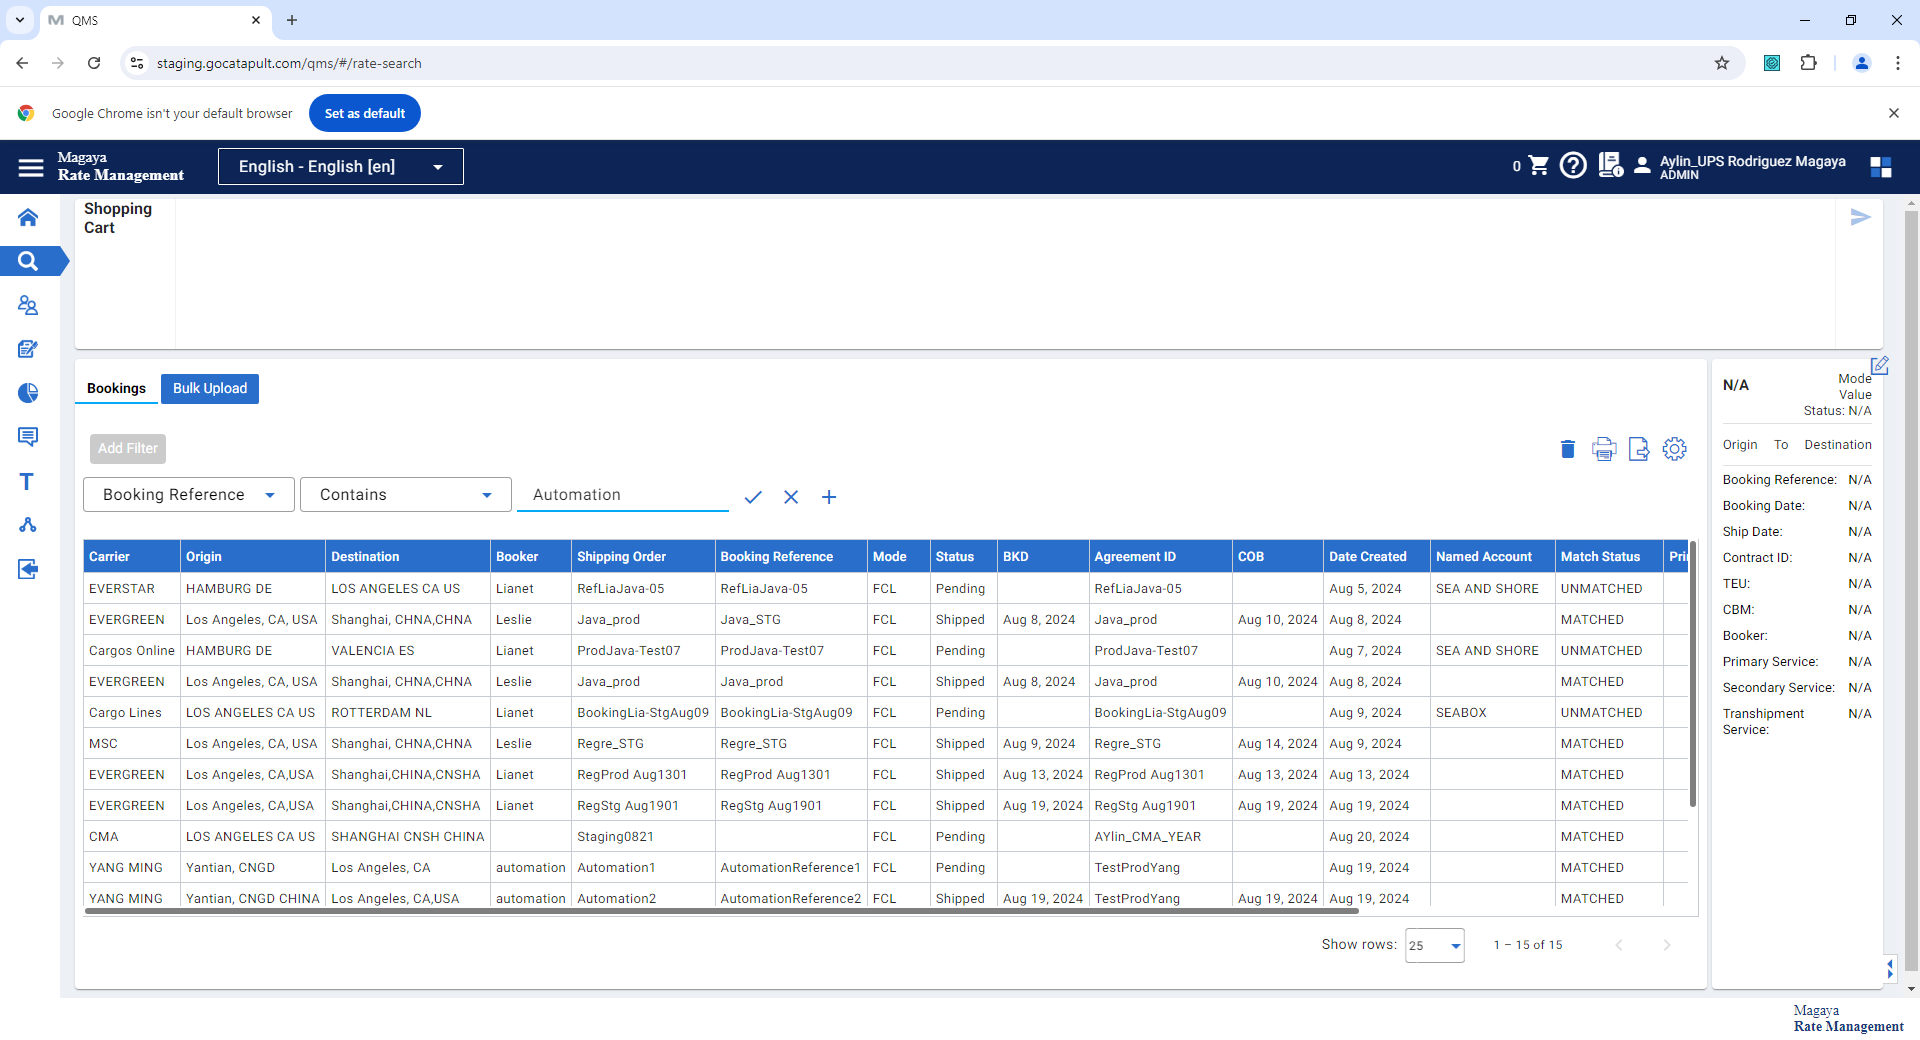 QMS
staging.gocatapult.com/qms/#/rate-search
Google Chrome isn't your default browser
Set as default
Magaya
Rate Management
English - English [en]
0
Aylin_UPS Rodriguez Magaya
ADMIN
Shopping
Cart
Bookings
Bulk Upload
Add Filter
Booking Reference
Contains
Automation
Carrier Origin Destination Booker Shipping Order Booking Reference Mode Status BKD Agreement ID COB Date Created Named Account Match Status Pri
EVERSTAR HAMBURG DE LOS ANGELES CA US Lianet RefLiaJava-05 RefLiaJava-05 FCL Pending RefLiaJava-05 Aug 5, 2024 SEA AND SHORE UNMATCHED
EVERGREEN Los Angeles, CA, USA Shanghai, CHNA,CHNA Leslie Java_prod Java_STG FCL Shipped Aug 8, 2024 Java_prod Aug 10, 2024 Aug 8, 2024 MATCHED
Cargos Online HAMBURG DE VALENCIA ES Lianet ProdJava-Test07 ProdJava-Test07 FCL Pending ProdJava-Test07 Aug 7, 2024 SEA AND SHORE UNMATCHED
EVERGREEN Los Angeles, CA, USA Shanghai, CHNA,CHNA Leslie Java_prod Java_prod FCL Shipped Aug 8, 2024 Java_prod Aug 10, 2024 Aug 8, 2024 MATCHED
Cargo Lines LOS ANGELES CA US ROTTERDAM NL Lianet BookingLia-StgAug09 BookingLia-StgAug09 FCL Pending BookingLia-StgAug09 Aug 9, 2024 SEABOX UNMATCHED
MSC Los Angeles, CA, USA Shanghai, CHNA,CHNA Leslie Regre_STG Regre_STG FCL Shipped Aug 9, 2024 Regre_STG Aug 14, 2024 Aug 9, 2024 MATCHED
EVERGREEN Los Angeles, CA,USA Shanghai,CHINA,CNSHA Lianet RegProd Aug1301 RegProd Aug1301 FCL Shipped Aug 13, 2024 RegProd Aug1301 Aug 13, 2024 Aug 13, 2024 MATCHED
EVERGREEN Los Angeles, CA,USA Shanghai,CHINA,CNSHA Lianet RegStg Aug1901 RegStg Aug1901 FCL Shipped Aug 19, 2024 RegStg Aug1901 Aug 19, 2024 Aug 19, 2024 MATCHED
CMA LOS ANGELES CA US SHANGHAI CNSH CHINA Staging0821 FCL Pending AYlin_CMA_YEAR Aug 20, 2024 MATCHED
YANG MING Yantian, CNGD Los Angeles, CA automation Automation1 AutomationReference1 FCL Pending TestProdYang Aug 19, 2024 MATCHED
YANG MING Yantian, CNGD CHINA Los Angeles, CA,USA automation Automation2 AutomationReference2 FCL Shipped Aug 19, 2024 TestProdYang Aug 19, 2024 Aug 19, 2024 MATCHED
Show rows: 25 1 – 15 of 15
N/A
Mode
Value
Status: N/A
Origin To Destination
Booking Reference: N/A
Booking Date: N/A
Ship Date: N/A
Contract ID: N/A
TEU: N/A
CBM: N/A
Booker: N/A
Primary Service: N/A
Secondary Service: N/A
Transhipment N/A
Service:
Magaya
Rate Management